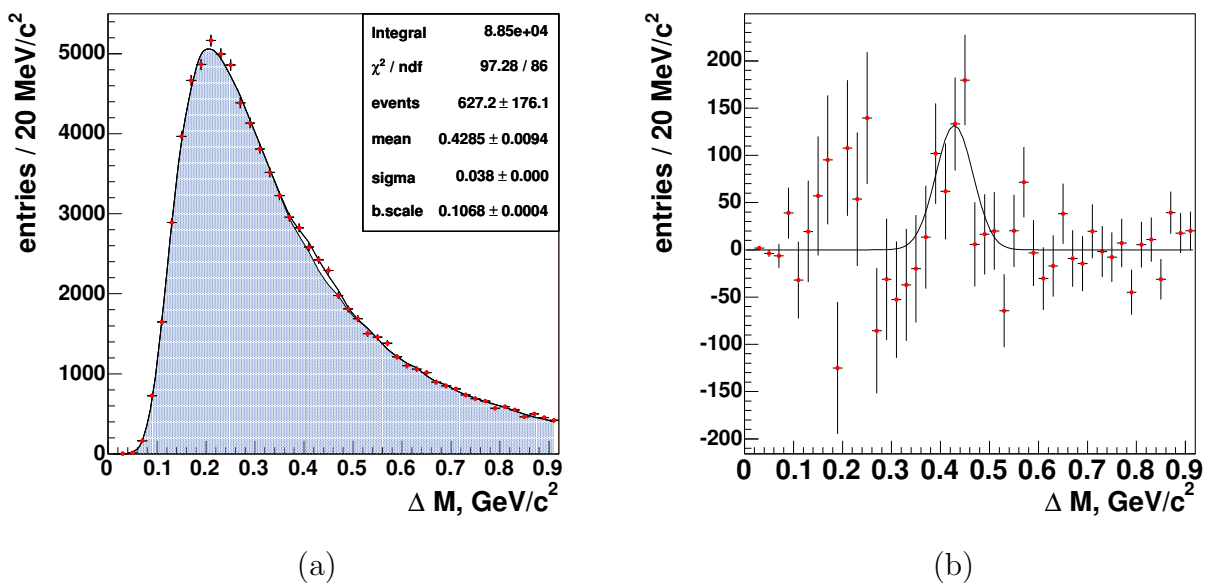 entries / 20 MeV/c²
5000
4000
3000
2000
1000
0
Integral 8.85e+04
χ² / ndf 97.28 / 86
events 627.2 ± 176.1
mean 0.4285 ± 0.0094
sigma 0.038 ± 0.000
b.scale 0.1068 ± 0.0004
0 0.1 0.2 0.3 0.4 0.5 0.6 0.7 0.8 0.9
Δ M, GeV/c²
(a)
entries / 20 MeV/c²
200
150
100
50
0
-50
-100
-150
-200
0 0.1 0.2 0.3 0.4 0.5 0.6 0.7 0.8 0.9
Δ M, GeV/c²
(b)